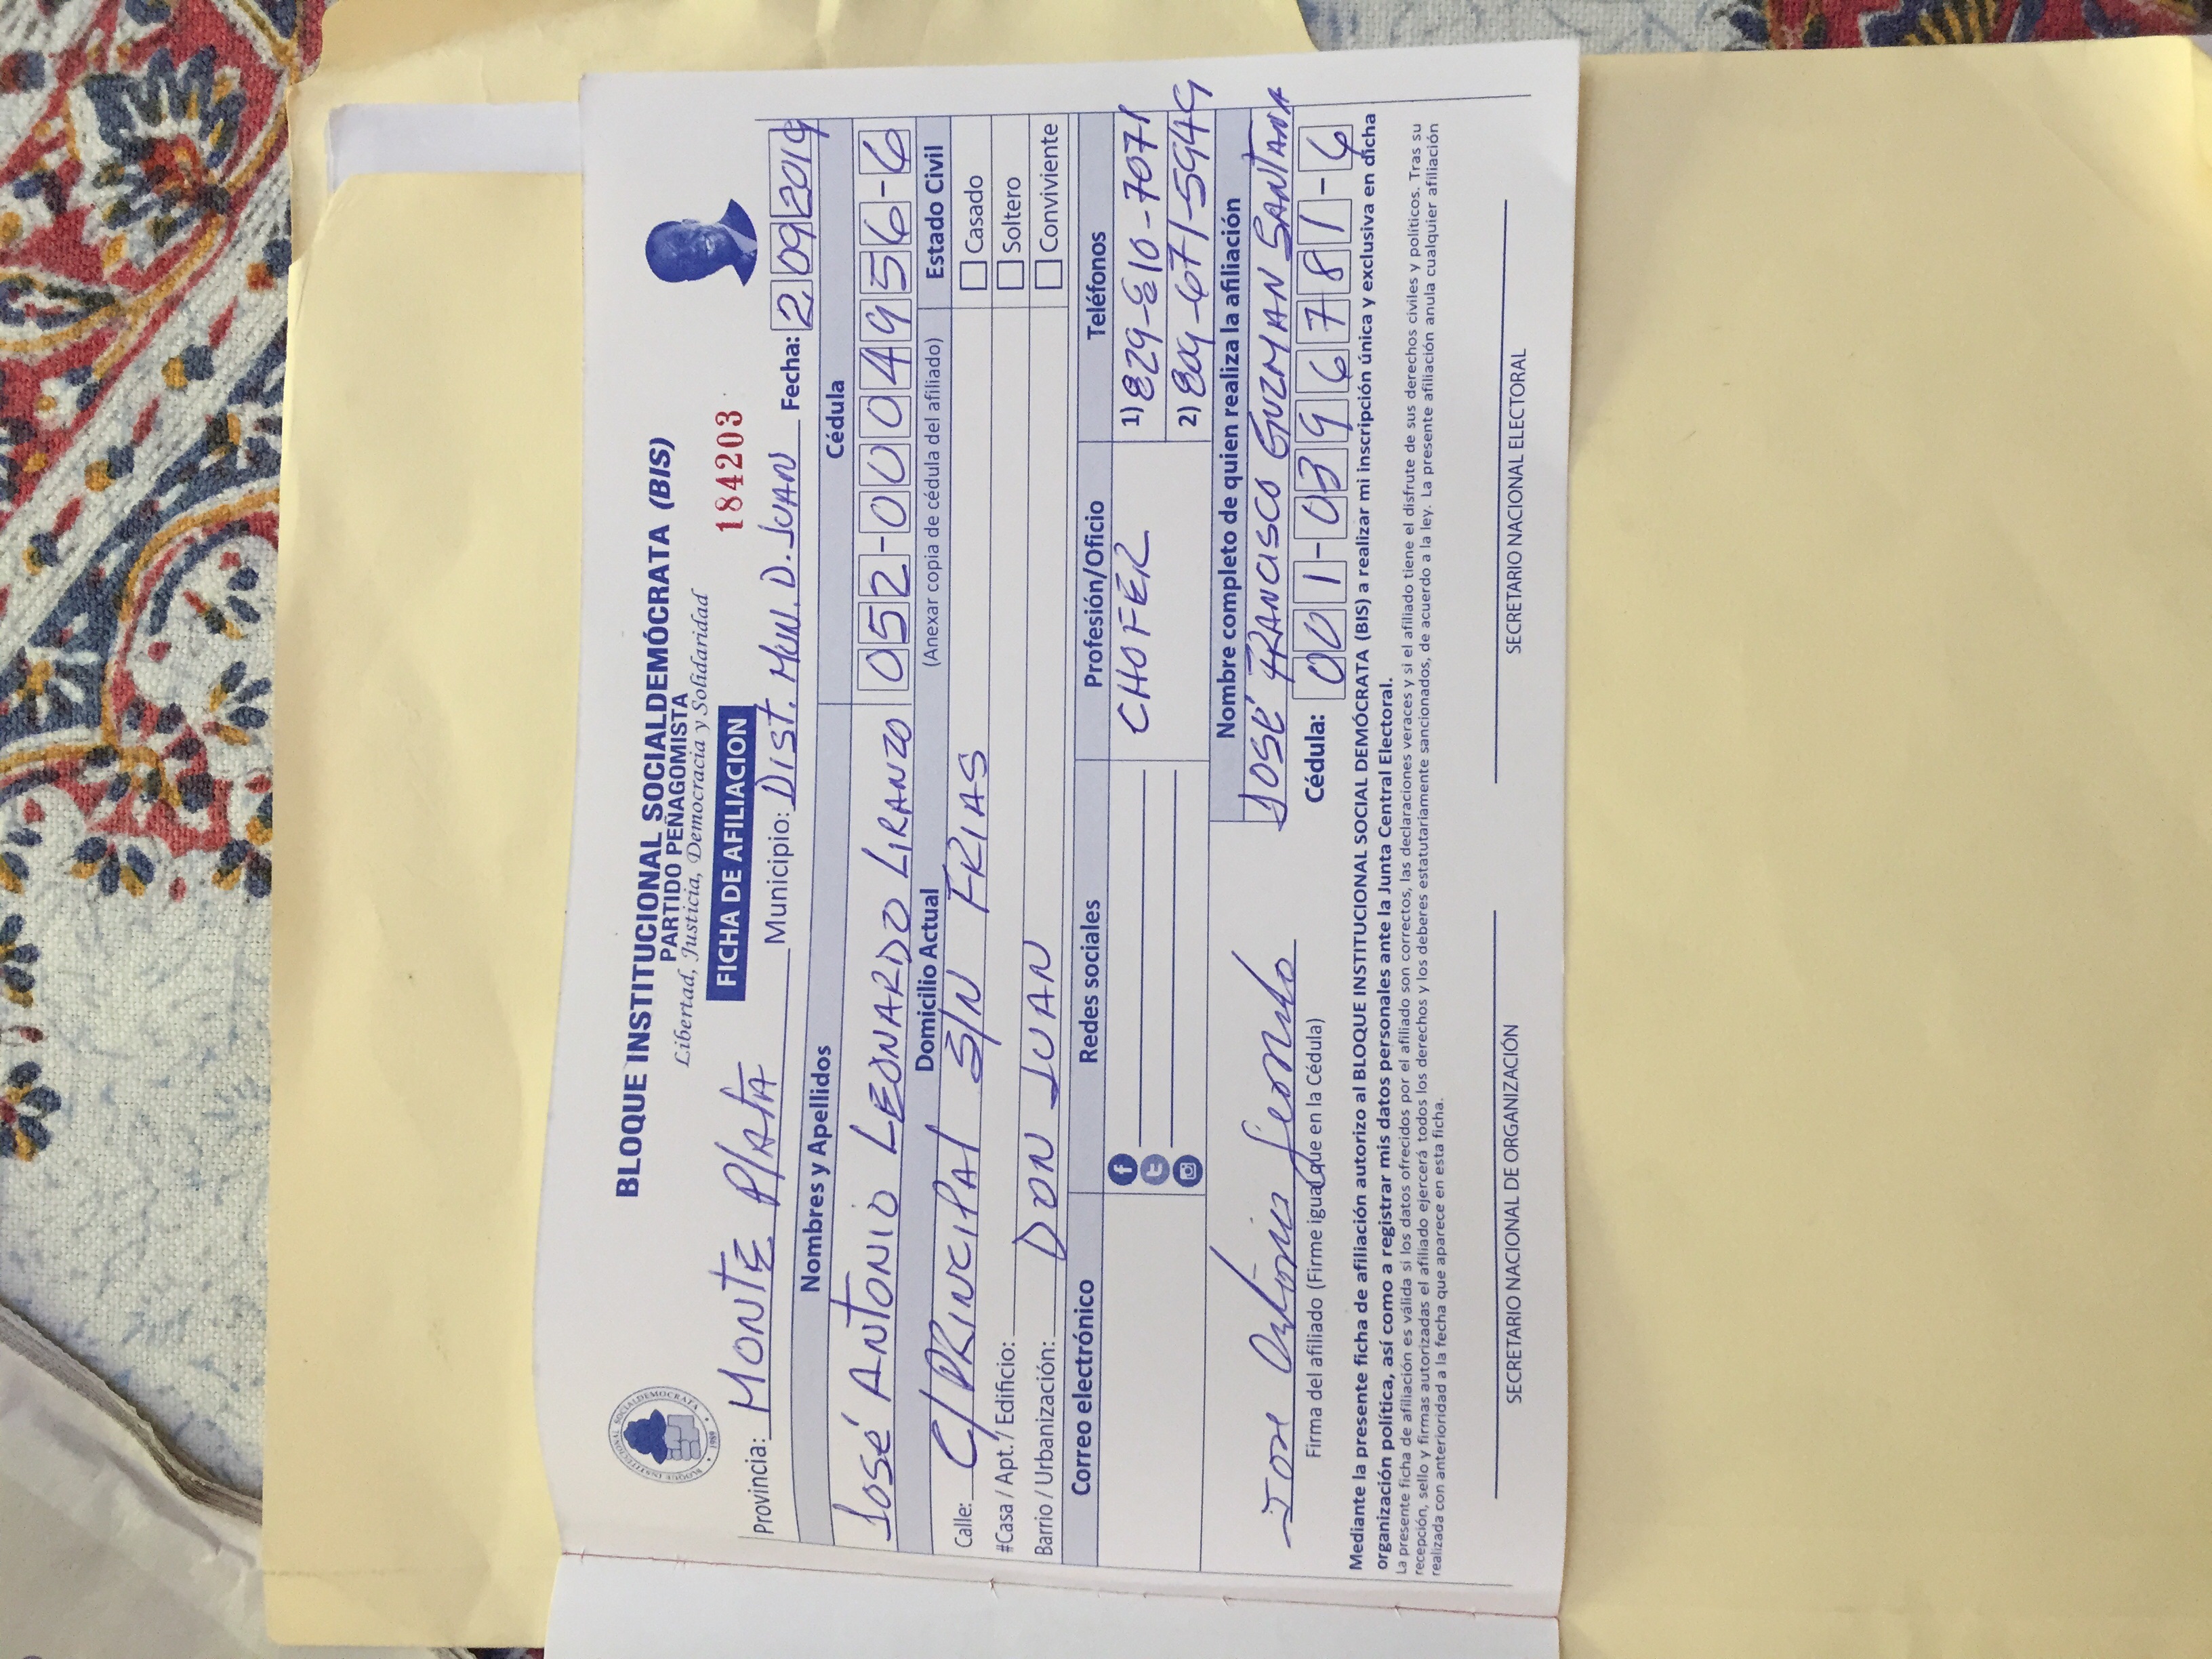 BLOQUE INSTITUCIONAL SOCIALDEMÓCRATA (BIS)
PARTIDO PEÑAGOMISTA
Libertad, Justicia, Democracia y Solidaridad
FICHA DE AFILIACION 184203
BLOQUE INSTITUCIONAL SOCIALDEMOCRATA 1989
Provincia: MONTE PlAtA Municipio: Dist. MUN. D. JUAN Fecha: 2 09 2019
Nombres y Apellidos Cédula
JOSÉ ANTONIO LEONARDO LIRANZO 052-0004956-6
Domicilio Actual (Anexar copia de cédula del afiliado) Estado Civil
Calle: C/PRINCIPAl S/N FRIAS Casado
#Casa / Apt. / Edificio: Soltero
Barrio / Urbanización: DON JUAN Conviviente
Correo electrónico Redes sociales Profesión/Oficio Teléfonos
CHOFER 1) 829-810-7071
2) 809-671-5949
Nombre completo de quien realiza la afiliación
JOSÉ FRANCISCO GUZMAN SANTANA
Jose Antonio Leonardo Cédula: 001-0396781-6
Firma del afiliado (Firme igual que en la Cédula)
Mediante la presente ficha de afiliación autorizo al BLOQUE INSTITUCIONAL SOCIAL DEMÓCRATA (BIS) a realizar mi inscripción única y exclusiva en dicha
organización política, así como a registrar mis datos personales ante la Junta Central Electoral.
La presente ficha de afiliación es válida si los datos ofrecidos por el afiliado son correctos, las declaraciones veraces y si el afiliado tiene el disfrute de sus derechos civiles y políticos. Tras su
recepción, sello y firmas autorizadas el afiliado ejercerá todos los derechos y los deberes estatutariamente sancionados, de acuerdo a la ley. La presente afiliación anula cualquier afiliación
realizada con anterioridad a la fecha que aparece en esta ficha.
SECRETARIO NACIONAL DE ORGANIZACIÓN SECRETARIO NACIONAL ELECTORAL